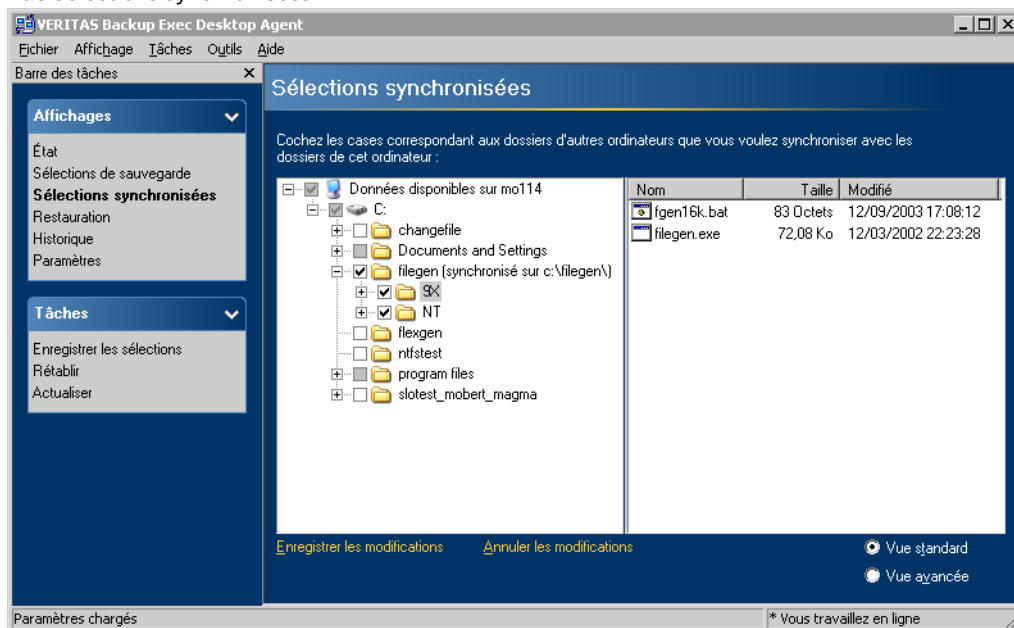 VERITAS Backup Exec Desktop Agent
Fichier Affichage Tâches Outils Aide
Barre des tâches
Affichages
État
Sélections de sauvegarde
Sélections synchronisées
Restauration
Historique
Paramètres
Tâches
Enregistrer les sélections
Rétablir
Actualiser
Sélections synchronisées
Cochez les cases correspondant aux dossiers d'autres ordinateurs que vous voulez synchroniser avec les
dossiers de cet ordinateur :
Données disponibles sur mo114
C:
changefile
Documents and Settings
filegen (synchronisé sur c:\filegen\)
9X
NT
flexgen
ntfstest
program files
slotest_mobert_magma
Nom Taille Modifié
fgen16k.bat 83 Octets 12/09/2003 17:08:12
filegen.exe 72,08 Ko 12/03/2002 22:23:28
Enregistrer les modifications Annuler les modifications
Vue standard
Vue avancée
Paramètres chargés
* Vous travaillez en ligne